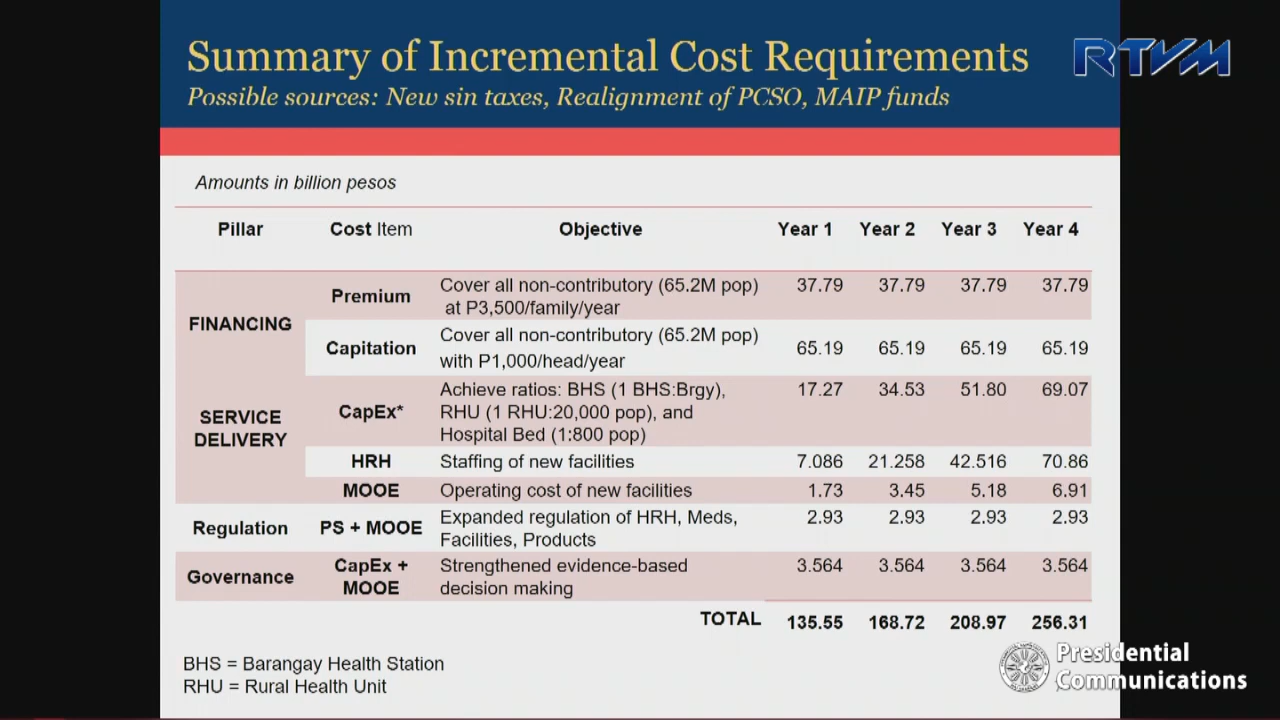 Summary of Incremental Cost Requirements
RTVM
Possible sources: New sin taxes, Realignment of PCSO, MAIP funds
Amounts in billion pesos
Pillar Cost Item Objective Year 1 Year 2 Year 3 Year 4
FINANCING
Premium
Cover all non-contributory (65.2M pop)
at P3,500/family/year
37.79 37.79 37.79 37.79
Capitation
Cover all non-contributory (65.2M pop)
with P1,000/head/year
65.19 65.19 65.19 65.19
SERVICE
DELIVERY
CapEx*
Achieve ratios: BHS (1 BHS:Brgy),
RHU (1 RHU:20,000 pop), and
Hospital Bed (1:800 pop)
17.27 34.53 51.80 69.07
HRH Staffing of new facilities 7.086 21.258 42.516 70.86
MOOE Operating cost of new facilities 1.73 3.45 5.18 6.91
Regulation
PS + MOOE
Expanded regulation of HRH, Meds,
Facilities, Products
2.93 2.93 2.93 2.93
Governance
CapEx +
MOOE
Strengthened evidence-based
decision making
3.564 3.564 3.564 3.564
TOTAL 135.55 168.72 208.97 256.31
BHS = Barangay Health Station
RHU = Rural Health Unit
Presidential
Communications